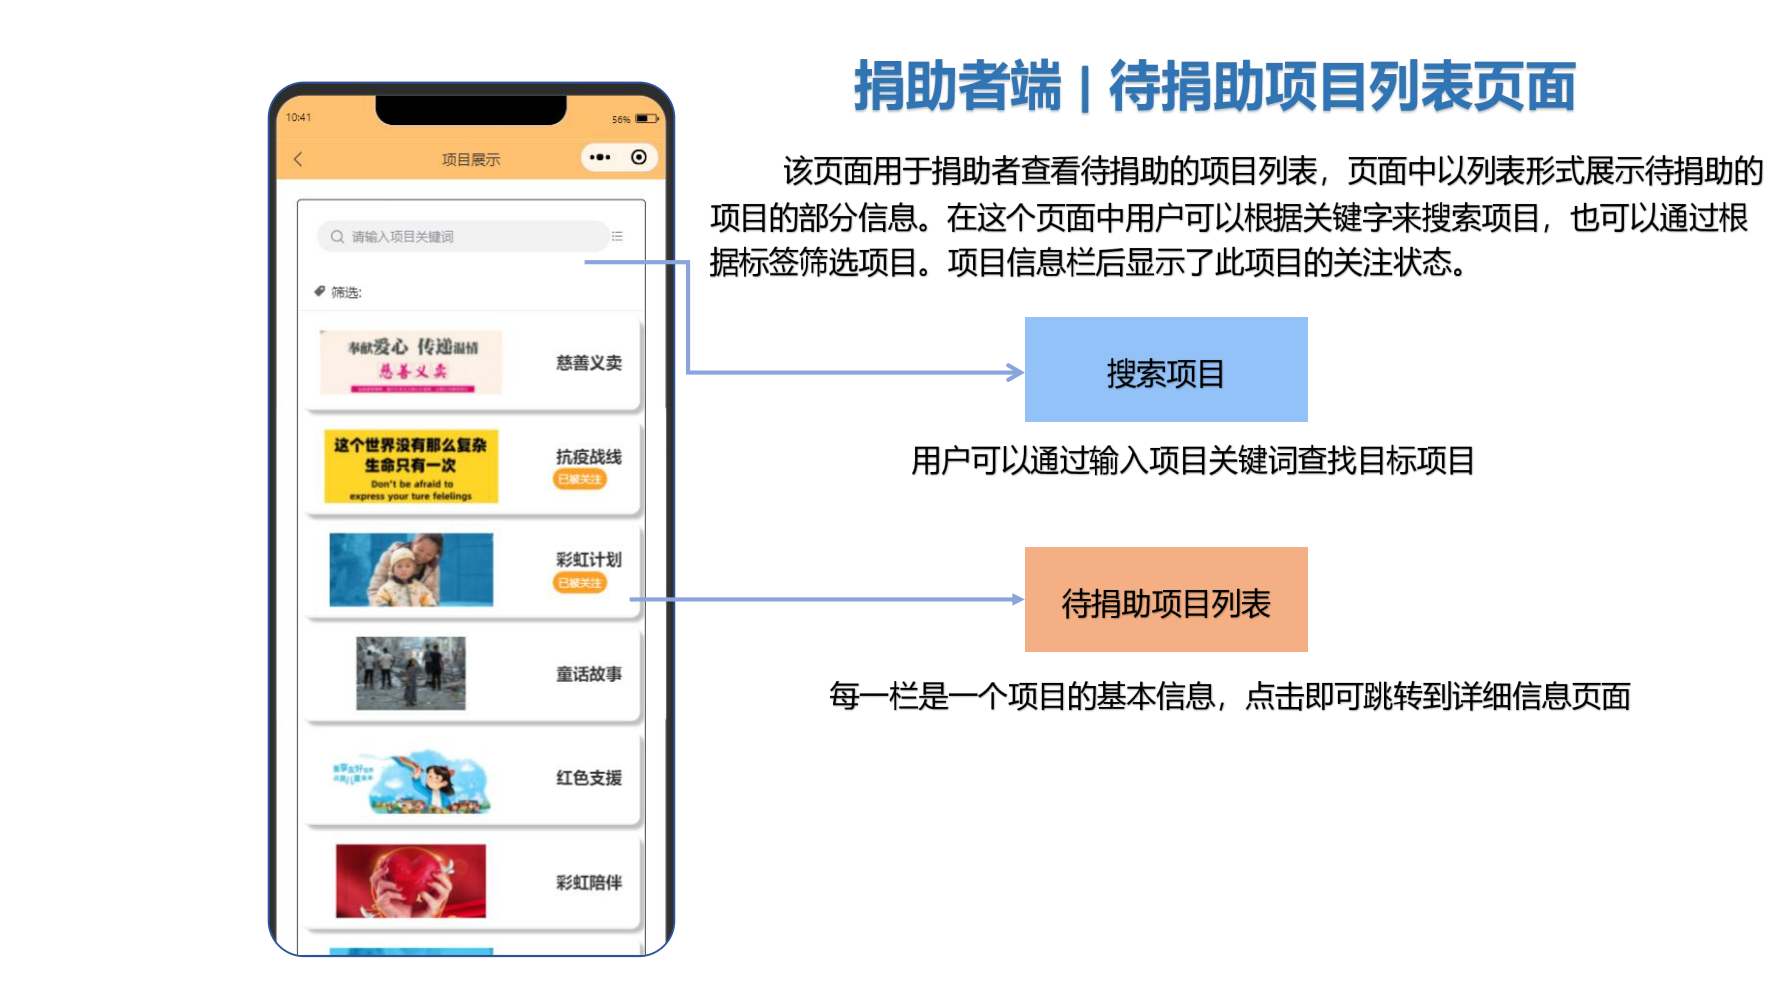 捐助者端 | 待捐助项目列表页面
该页面用于捐助者查看待捐助的项目列表，页面中以列表形式展示待捐助的
项目的部分信息。在这个页面中用户可以根据关键字来搜索项目，也可以通过根
据标签筛选项目。项目信息栏后显示了此项目的关注状态。
搜索项目
用户可以通过输入项目关键词查找目标项目
待捐助项目列表
每一栏是一个项目的基本信息，点击即可跳转到详细信息页面
10:41
56%
项目展示
请输入项目关键词
筛选:
奉献爱心 传递温情
慈善义卖
慈善义卖
这个世界没有那么复杂
生命只有一次
Don't be afraid to
express your ture felelings
抗疫战线
已被关注
彩虹计划
已被关注
童话故事
红色支援
彩虹陪伴